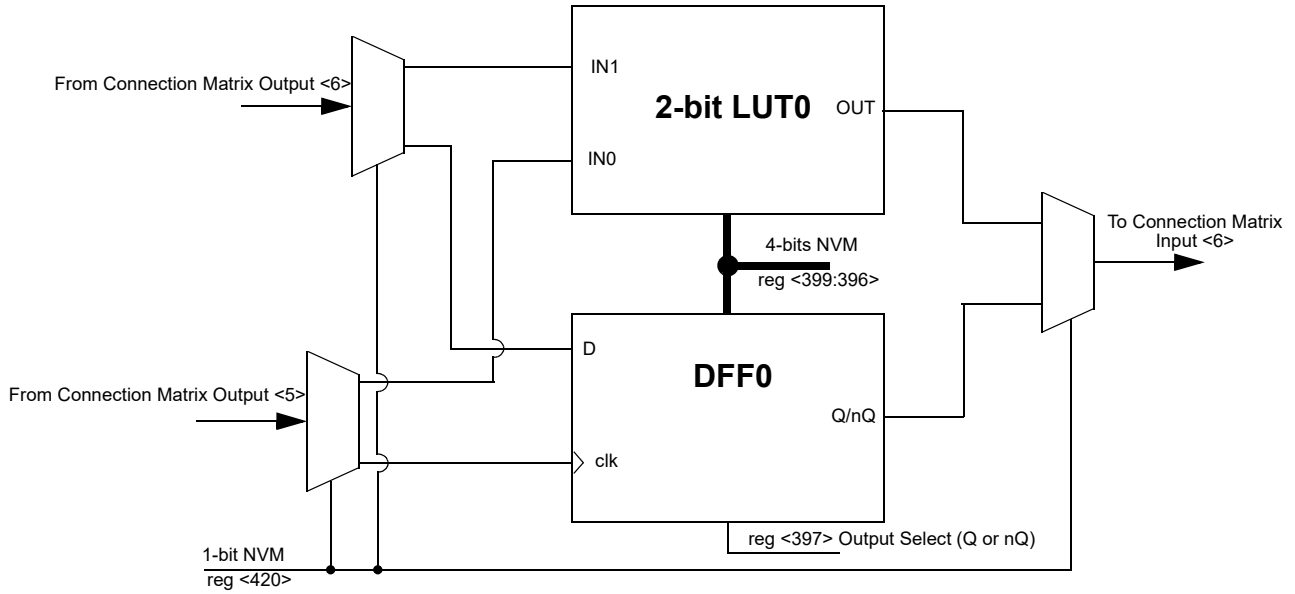 From Connection Matrix Output <6>
IN1
2-bit LUT0
OUT
IN0
To Connection Matrix
Input <6>
4-bits NVM
reg <399:396>
D
DFF0
From Connection Matrix Output <5>
Q/nQ
clk
reg <397> Output Select (Q or nQ)
1-bit NVM
reg <420>